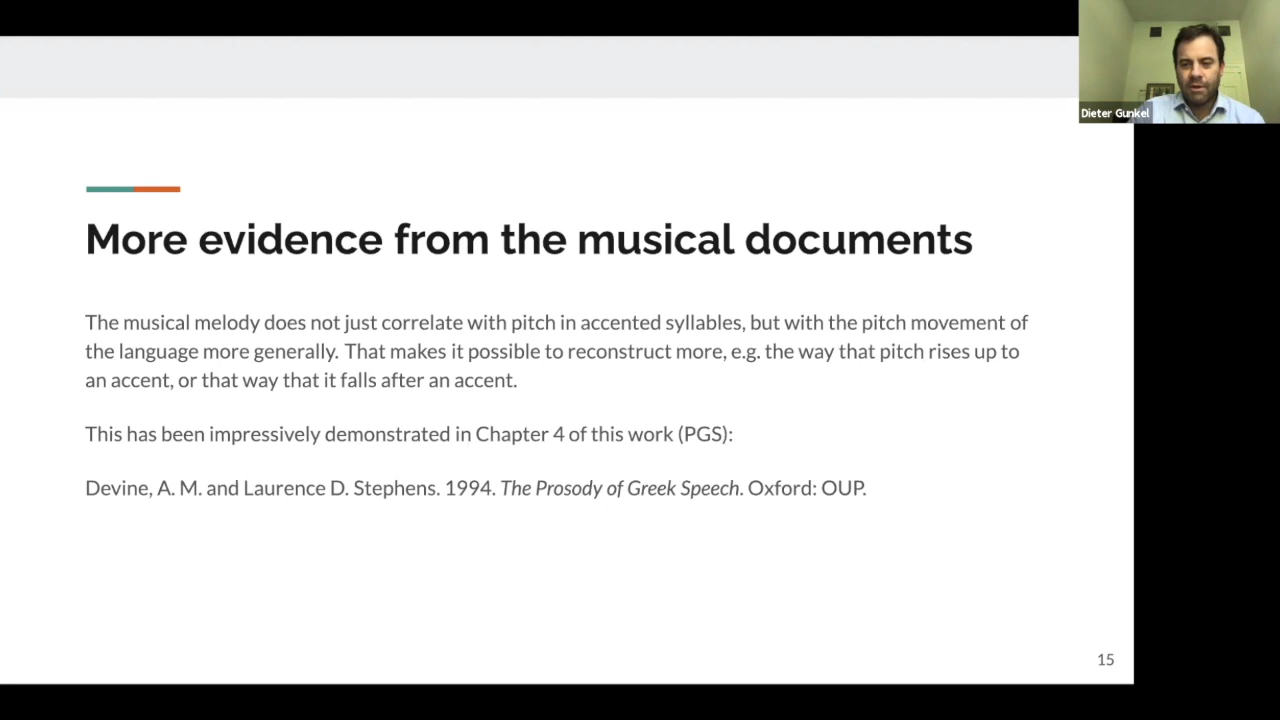 Dieter Gunkel
More evidence from the musical documents
The musical melody does not just correlate with pitch in accented syllables, but with the pitch movement of
the language more generally. That makes it possible to reconstruct more, e.g. the way that pitch rises up to
an accent, or that way that it falls after an accent.
This has been impressively demonstrated in Chapter 4 of this work (PGS):
Devine, A. M. and Laurence D. Stephens. 1994. The Prosody of Greek Speech. Oxford: OUP.
15